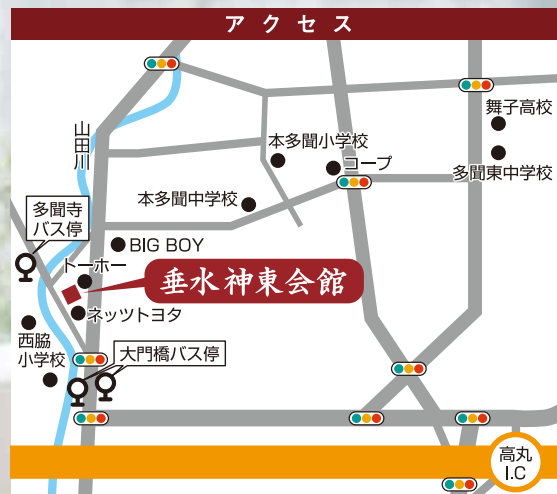 アクセス
舞子高校
山田川
本多聞小学校
コープ
多聞東中学校
本多聞中学校
多聞寺
バス停
BIG BOY
トーホー
垂水神東会館
ネッツトヨタ
西脇
小学校
大門橋バス停
高丸
I.C